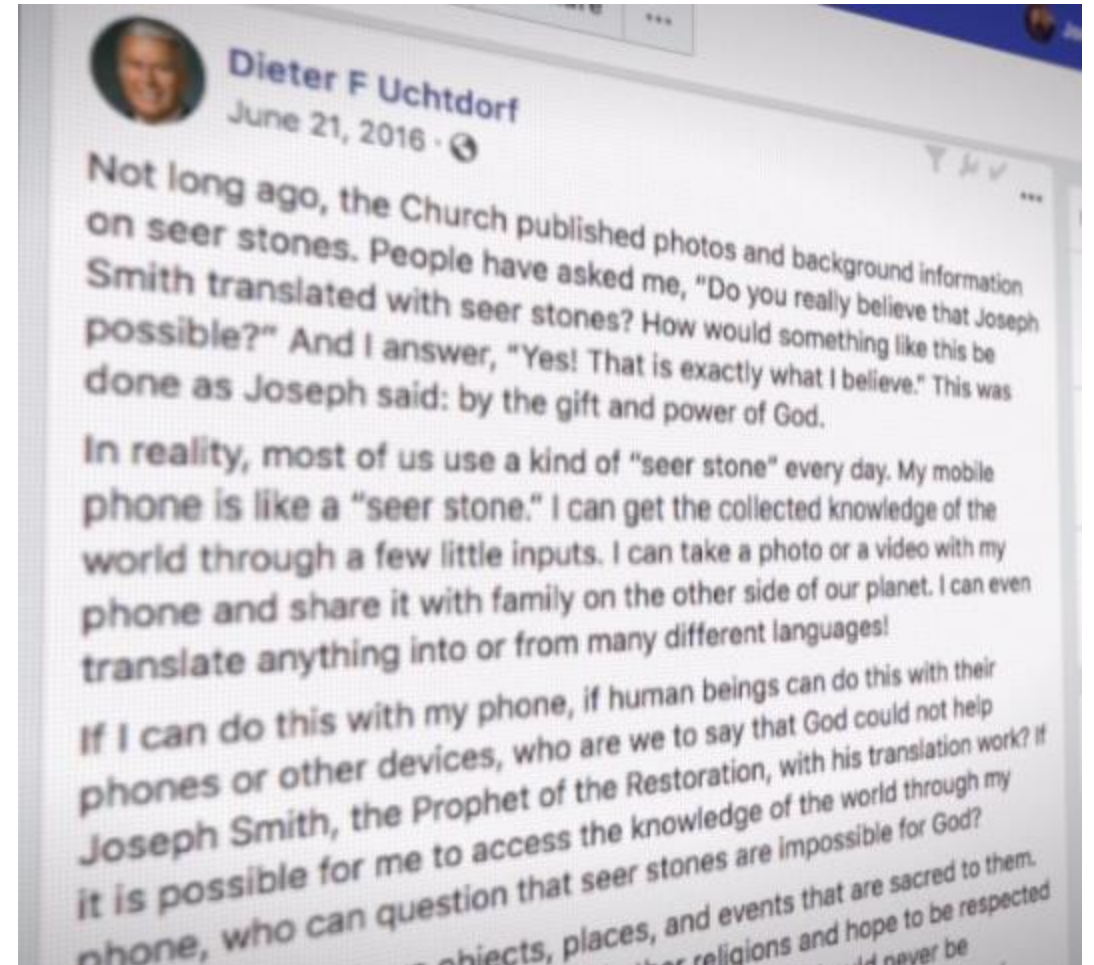 Dieter F Uchtdorf
June 21, 2016 ·
Not long ago, the Church published photos and background information
on seer stones. People have asked me, "Do you really believe that Joseph
Smith translated with seer stones? How would something like this be
possible?" And I answer, "Yes! That is exactly what I believe." This was
done as Joseph said: by the gift and power of God.
In reality, most of us use a kind of "seer stone" every day. My mobile
phone is like a "seer stone." I can get the collected knowledge of the
world through a few little inputs. I can take a photo or a video with my
phone and share it with family on the other side of our planet. I can even
translate anything into or from many different languages!
If I can do this with my phone, if human beings can do this with their
phones or other devices, who are we to say that God could not help
Joseph Smith, the Prophet of the Restoration, with his translation work? If
it is possible for me to access the knowledge of the world through my
phone, who can question that seer stones are impossible for God?
objects, places, and events that are sacred to them.
religions and hope to be respected
never be